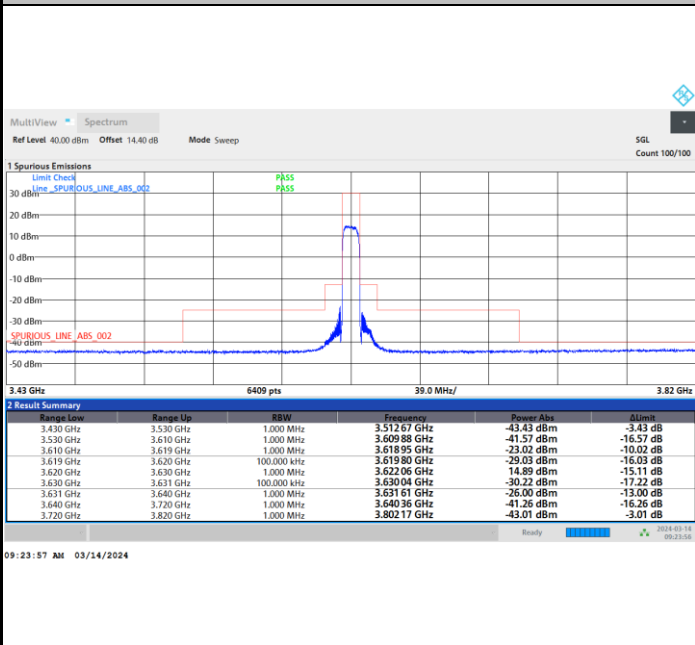 MultiView Spectrum
Ref Level 40.00 dBm Offset 14.40 dB Mode Sweep SGL
Count 100/100
1 Spurious Emissions
Limit Check PASS
Line _SPURIOUS_LINE_ABS_002 PASS
30 dBm
20 dBm
10 dBm
0 dBm
-10 dBm
-20 dBm
-30 dBm
SPURIOUS_LINE_ABS_002
-40 dBm
-50 dBm
3.43 GHz 6409 pts 39.0 MHz/ 3.82 GHz
2 Result Summary
Range Low Range Up RBW Frequency Power Abs ΔLimit
3.430 GHz 3.530 GHz 1.000 MHz 3.512 67 GHz -43.43 dBm -3.43 dB
3.530 GHz 3.610 GHz 1.000 MHz 3.609 88 GHz -41.57 dBm -16.57 dB
3.610 GHz 3.619 GHz 1.000 MHz 3.618 95 GHz -23.02 dBm -10.02 dB
3.619 GHz 3.620 GHz 100.000 kHz 3.619 80 GHz -29.03 dBm -16.03 dB
3.620 GHz 3.630 GHz 1.000 MHz 3.622 06 GHz 14.89 dBm -15.11 dB
3.630 GHz 3.631 GHz 100.000 kHz 3.630 04 GHz -30.22 dBm -17.22 dB
3.631 GHz 3.640 GHz 1.000 MHz 3.631 61 GHz -26.00 dBm -13.00 dB
3.640 GHz 3.720 GHz 1.000 MHz 3.640 36 GHz -41.26 dBm -16.26 dB
3.720 GHz 3.820 GHz 1.000 MHz 3.802 17 GHz -43.01 dBm -3.01 dB
Ready 2024-03-14
09:23:58
09:23:57 AM 03/14/2024